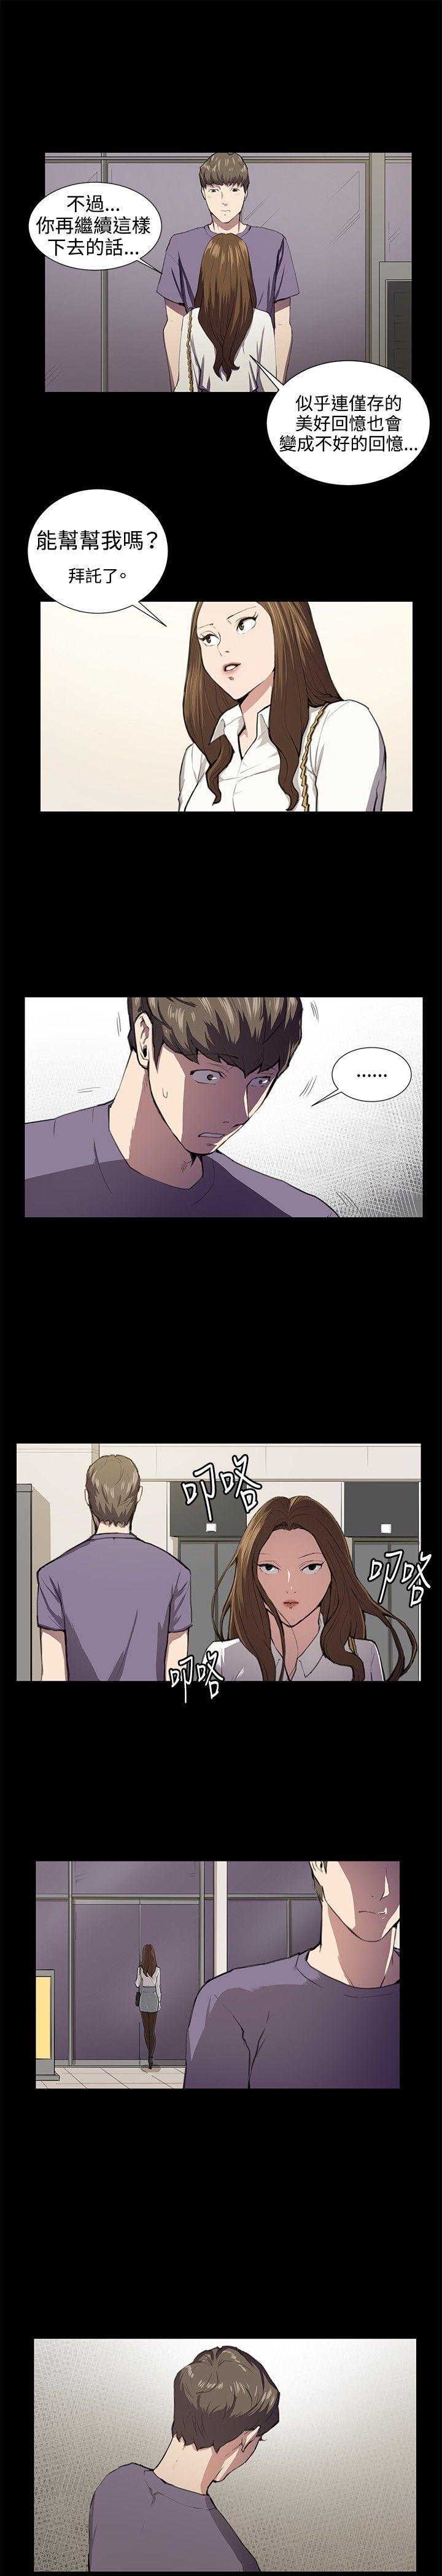 不過...
你再繼續這樣
下去的話...
似乎連僅存的
美好回憶也會
變成不好的回憶...
能幫幫我嗎？
拜託了。
......
叩咯
叩咯
叩咯